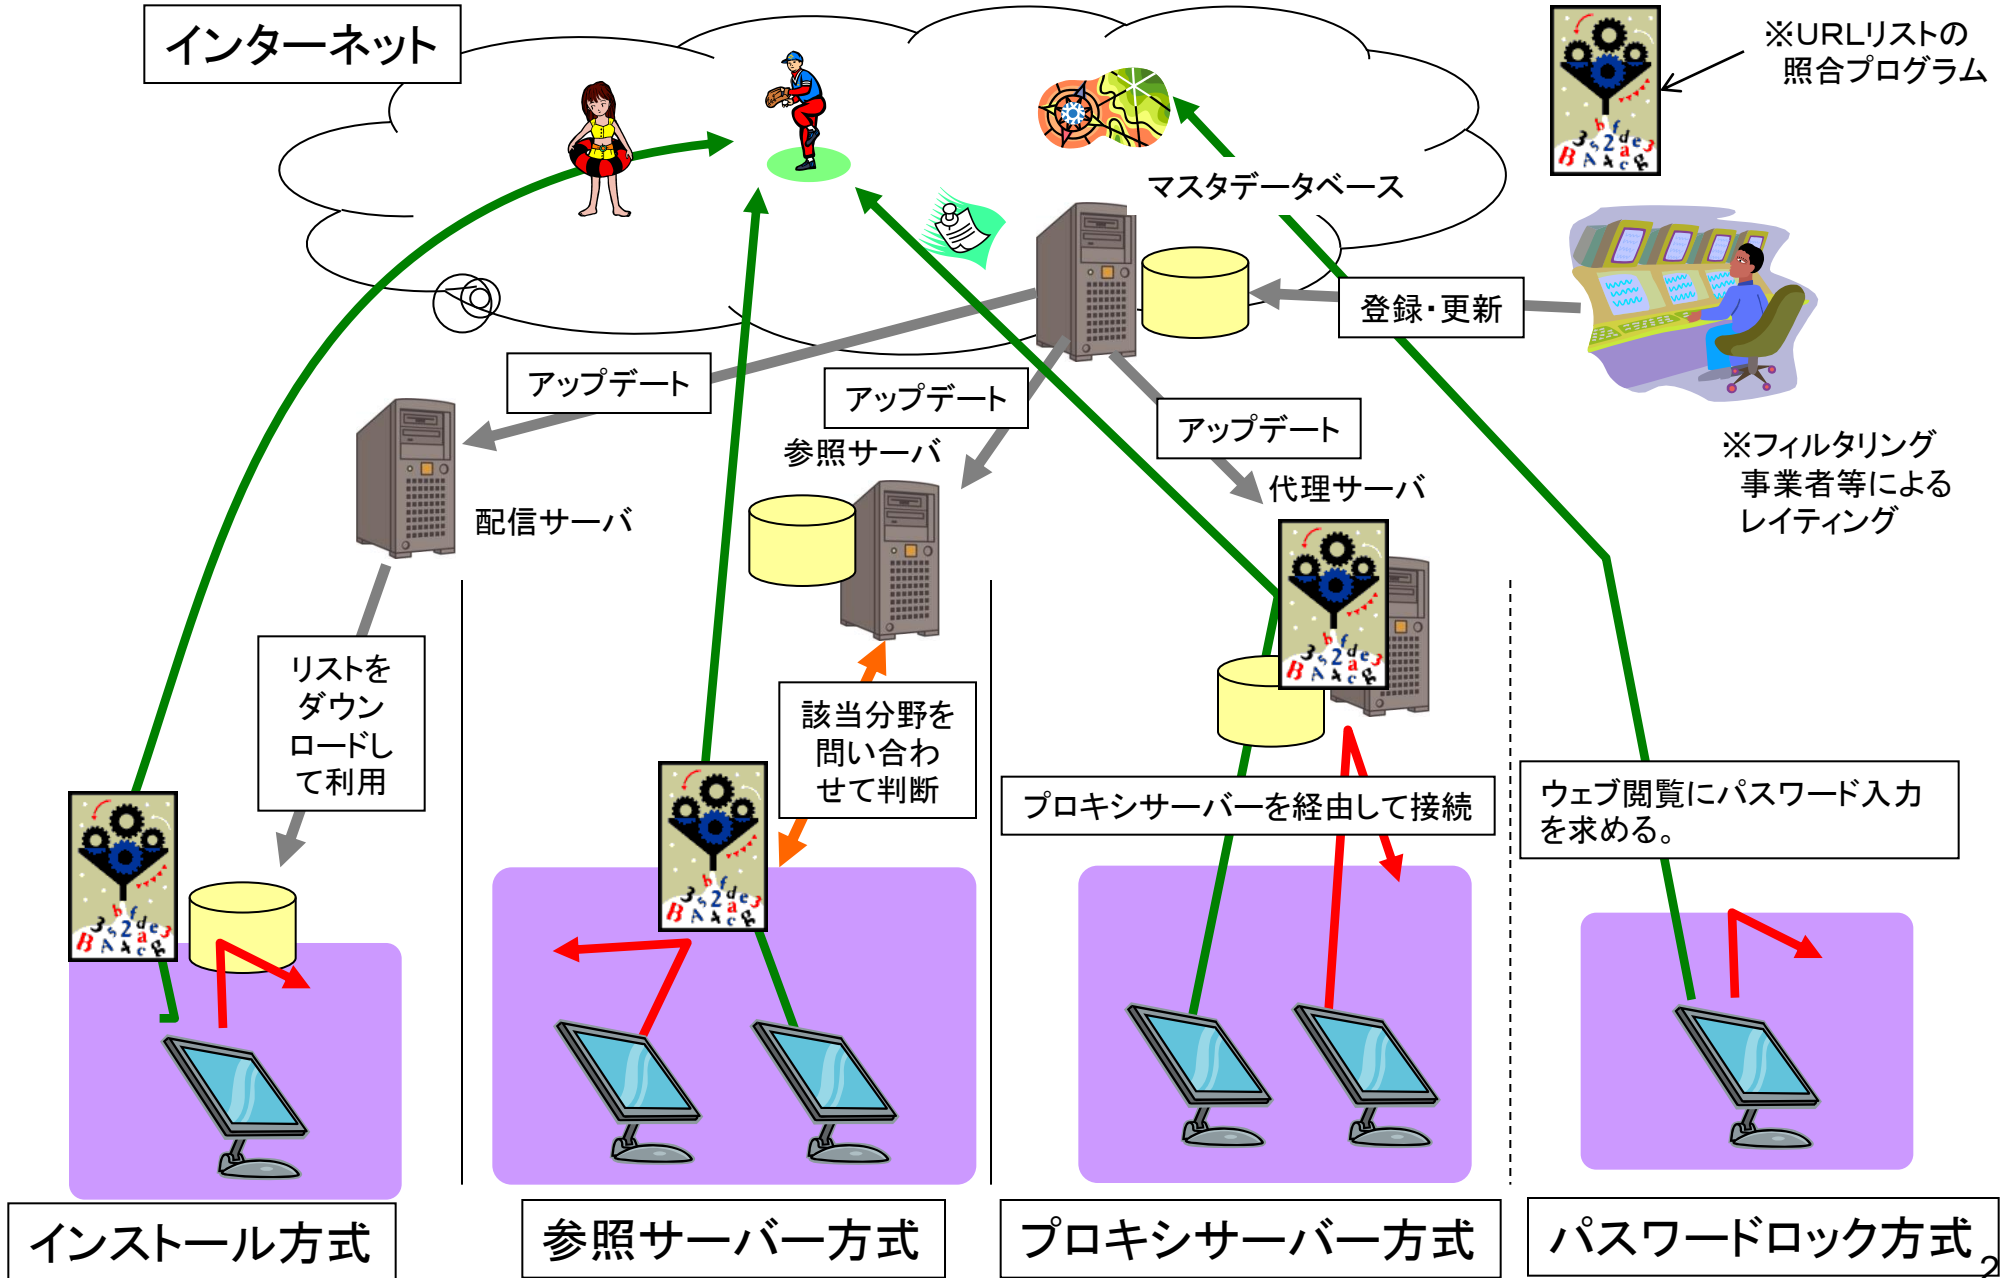 インターネット
※URLリストの
照合プログラム
マスタデータベース
登録・更新
アップデート
アップデート
アップデート
参照サーバ
代理サーバ
配信サーバ
※フィルタリング
事業者等による
レイティング
リストを
ダウン
ロードし
て利用
該当分野を
問い合わ
せて判断
プロキシサーバーを経由して接続
ウェブ閲覧にパスワード入力
を求める。
インストール方式
参照サーバー方式
プロキシサーバー方式
パスワードロック方式
2